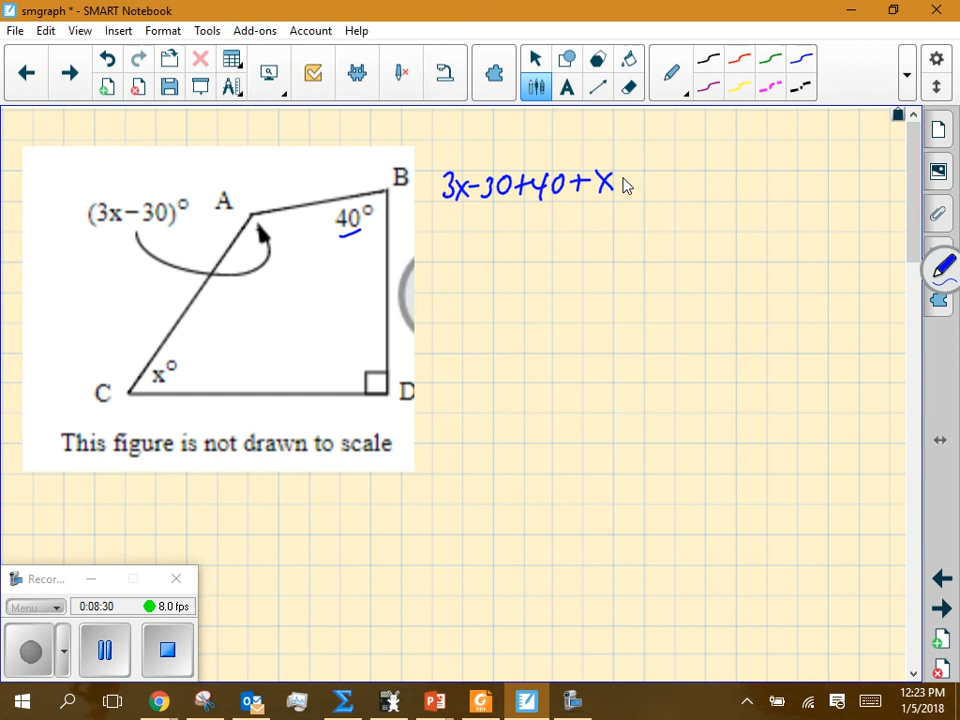 smgraph * - SMART Notebook
File Edit View Insert Format Tools Add-ons Account Help
3x-30+40+x
(3x−30)° A B
40°
C x° D
This figure is not drawn to scale
Recor...
Menu 0:08:30 8.0 fps
12:23 PM
1/5/2018